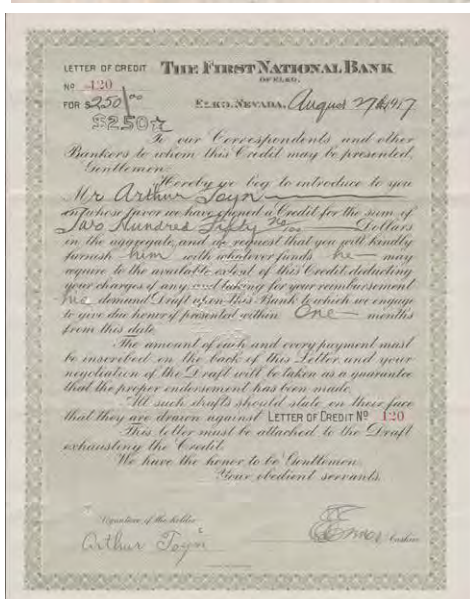 LETTER OF CREDIT THE FIRST NATIONAL BANK
OF ELKO.
No 120
FOR $250/00 ELKO, NEVADA, August 27th 1917
$250☆
To our Correspondents and other
Bankers to whom this Credit may be presented,
Gentlemen:
Hereby we beg to introduce to you
Mr Arthur Toyn
in whose favor we have opened a Credit for the sum of
Two Hundred Fifty no/100 Dollars
in the aggregate, and we request that you will kindly
furnish him with whatever funds he may
require to the available extent of this Credit, deducting
your charges if any and taking for your reimbursement
his demand Draft upon This Bank to which we engage
to give due honor if presented within One months
from this date.
The amount of each and every payment must
be inscribed on the back of this Letter, and your
negotiation of the Draft will be taken as a guarantee
that the proper endorsement has been made.
All such drafts should state on their face
that they are drawn against LETTER OF CREDIT No 120
This letter must be attached to the Draft
exhausting the Credit.
We have the honor to be Gentlemen,
Your obedient servants,
Signature of the holder
Arthur Toyn Cashier